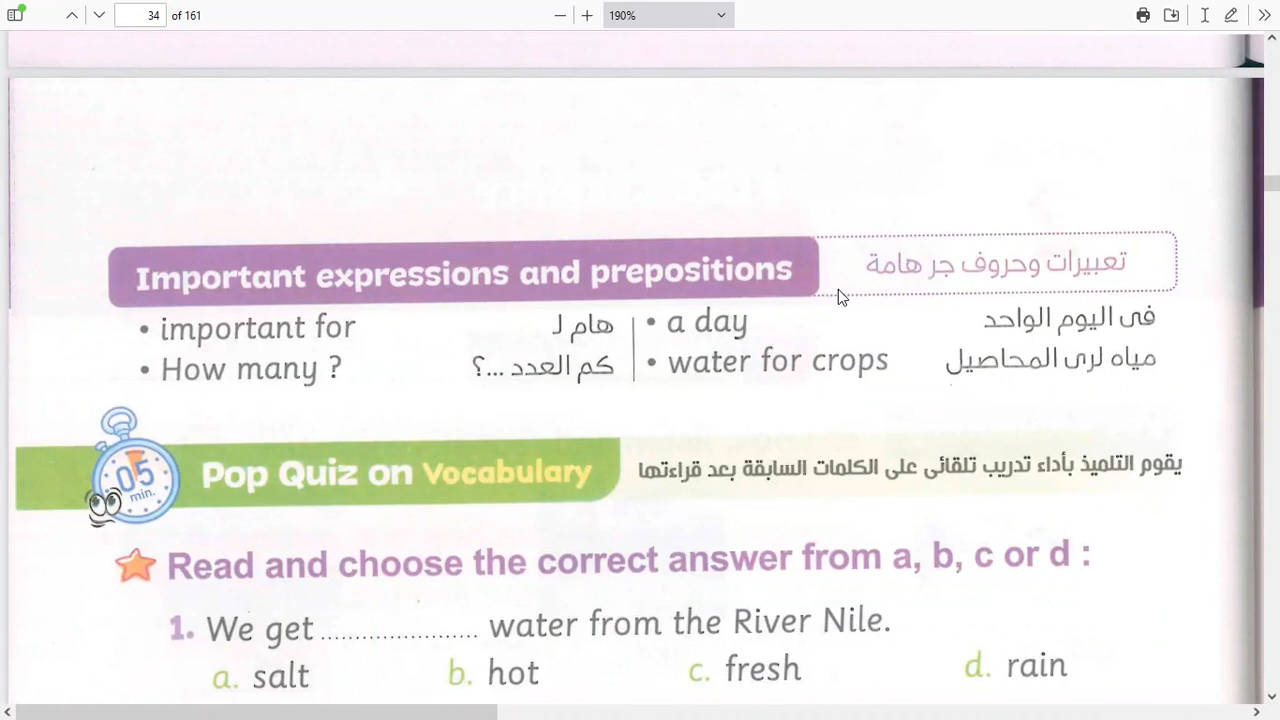 34 of 161
190%
Important expressions and prepositions
تعبيرات وحروف جر هامة
• important for هام لـ
• a day فى اليوم الواحد
• How many ? كم العدد ...؟
• water for crops مياه لرى المحاصيل
05 min.
Pop Quiz on Vocabulary
يقوم التلميذ بأداء تدريب تلقائى على الكلمات السابقة بعد قراءتها
Read and choose the correct answer from a, b, c or d :
1. We get ...................... water from the River Nile.
a. salt b. hot c. fresh d. rain